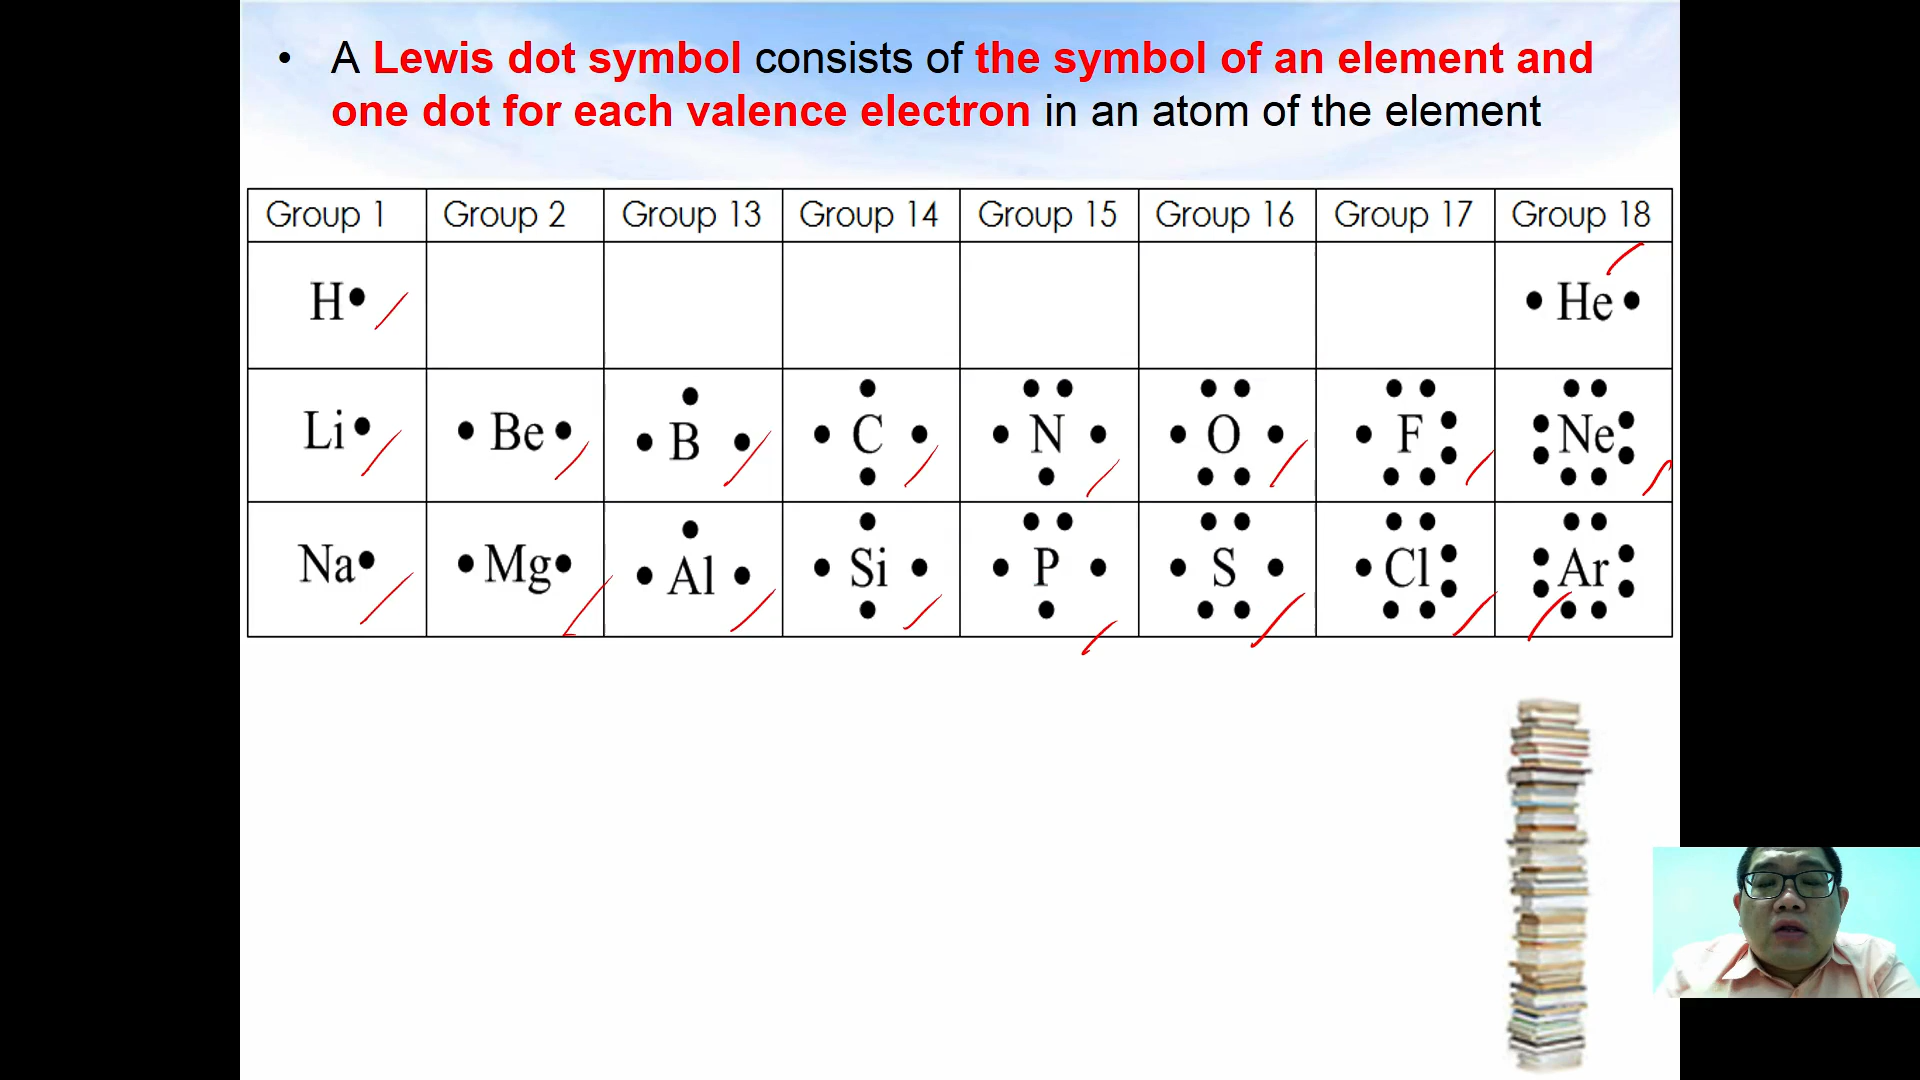 • A Lewis dot symbol consists of the symbol of an element and
one dot for each valence electron in an atom of the element
Group 1 Group 2 Group 13 Group 14 Group 15 Group 16 Group 17 Group 18
H He
Li Be B C N O F Ne
Na Mg Al Si P S Cl Ar